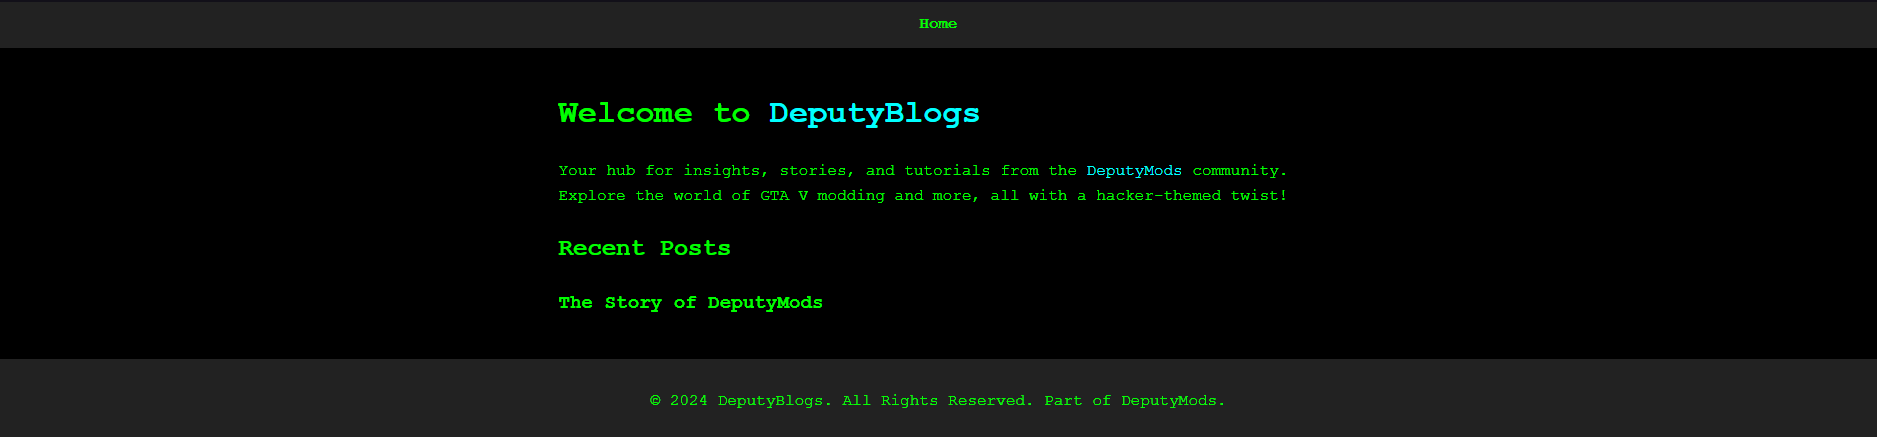 Home
Welcome to DeputyBlogs
Your hub for insights, stories, and tutorials from the DeputyMods community.
Explore the world of GTA V modding and more, all with a hacker-themed twist!
Recent Posts
The Story of DeputyMods
© 2024 DeputyBlogs. All Rights Reserved. Part of DeputyMods.